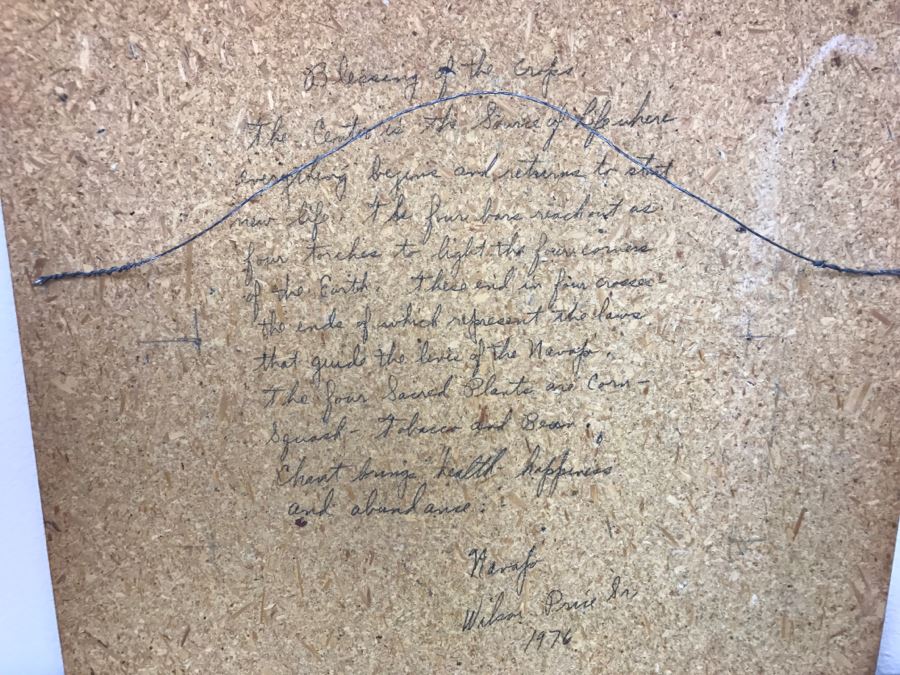 Blessing of the Crops.
The Center is the Source of Life where
everything begins and returns to start
new life. The four bars reach out as
four torches to light the four corners
of the Earth. These end in four crosses-
the ends of which represent the laws
that guide the lives of the Navajo.
The four Sacred Plants are Corn-
Squash- tobacco and Bean.
Chant brings health, happiness
and abundance.
Navajo
Wilson Price Sr
1976